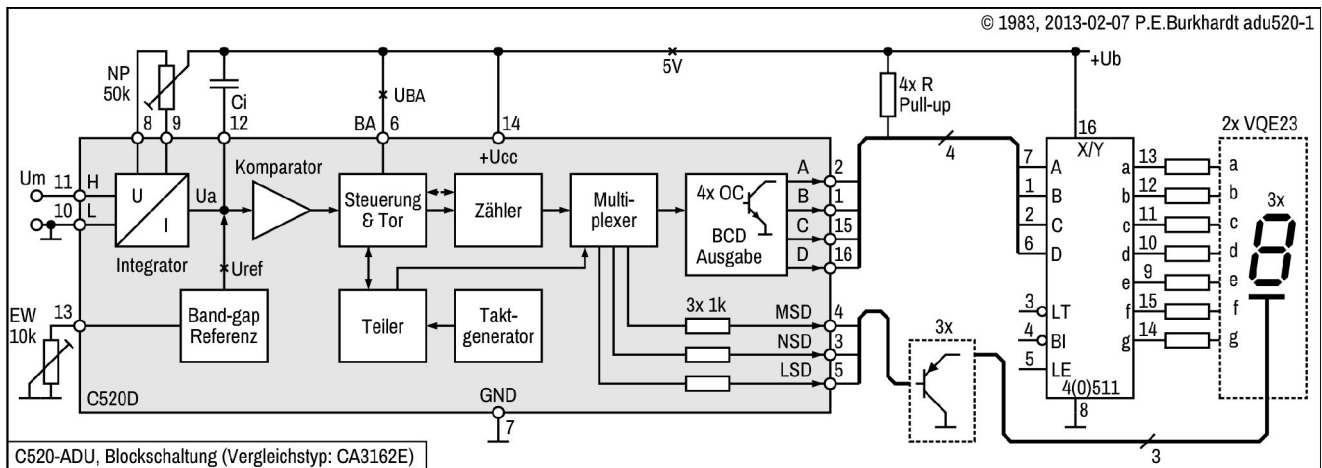 © 1983, 2013-02-07 P.E.Burkhardt adu520-1
+Ub
5V
NP
50k
Ci
UBA
4x R
Pull-up
8
9
12
BA
6
14
+Ucc
4
16
X/Y
2x VQE23
Um
11
H
10
L
U
I
Integrator
Ua
Komparator
Steuerung
& Tor
Zähler
Multi-
plexer
4x OC
BCD
Ausgabe
A
2
B
1
C
15
D
16
7
A
1
B
2
C
6
D
a
13
b
12
c
11
d
10
e
9
f
15
g
14
a
b
c
d
e
f
g
3x
Uref
EW
10k
13
Band-gap
Referenz
Teiler
Takt-
generator
3x 1k
MSD
4
NSD
3
LSD
5
3x
3
LT
4
BI
5
LE
4(0)511
8
C520D
GND
7
3
C520-ADU, Blockschaltung (Vergleichstyp: CA3162E)